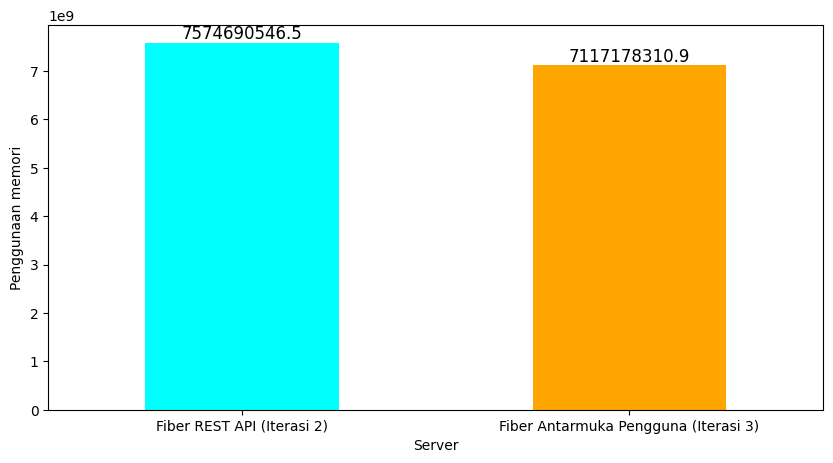 1e9
7574690546.5
7117178310.9
7
6
5
4
3
2
1
0
Penggunaan memori
Fiber REST API (Iterasi 2)
Fiber Antarmuka Pengguna (Iterasi 3)
Server